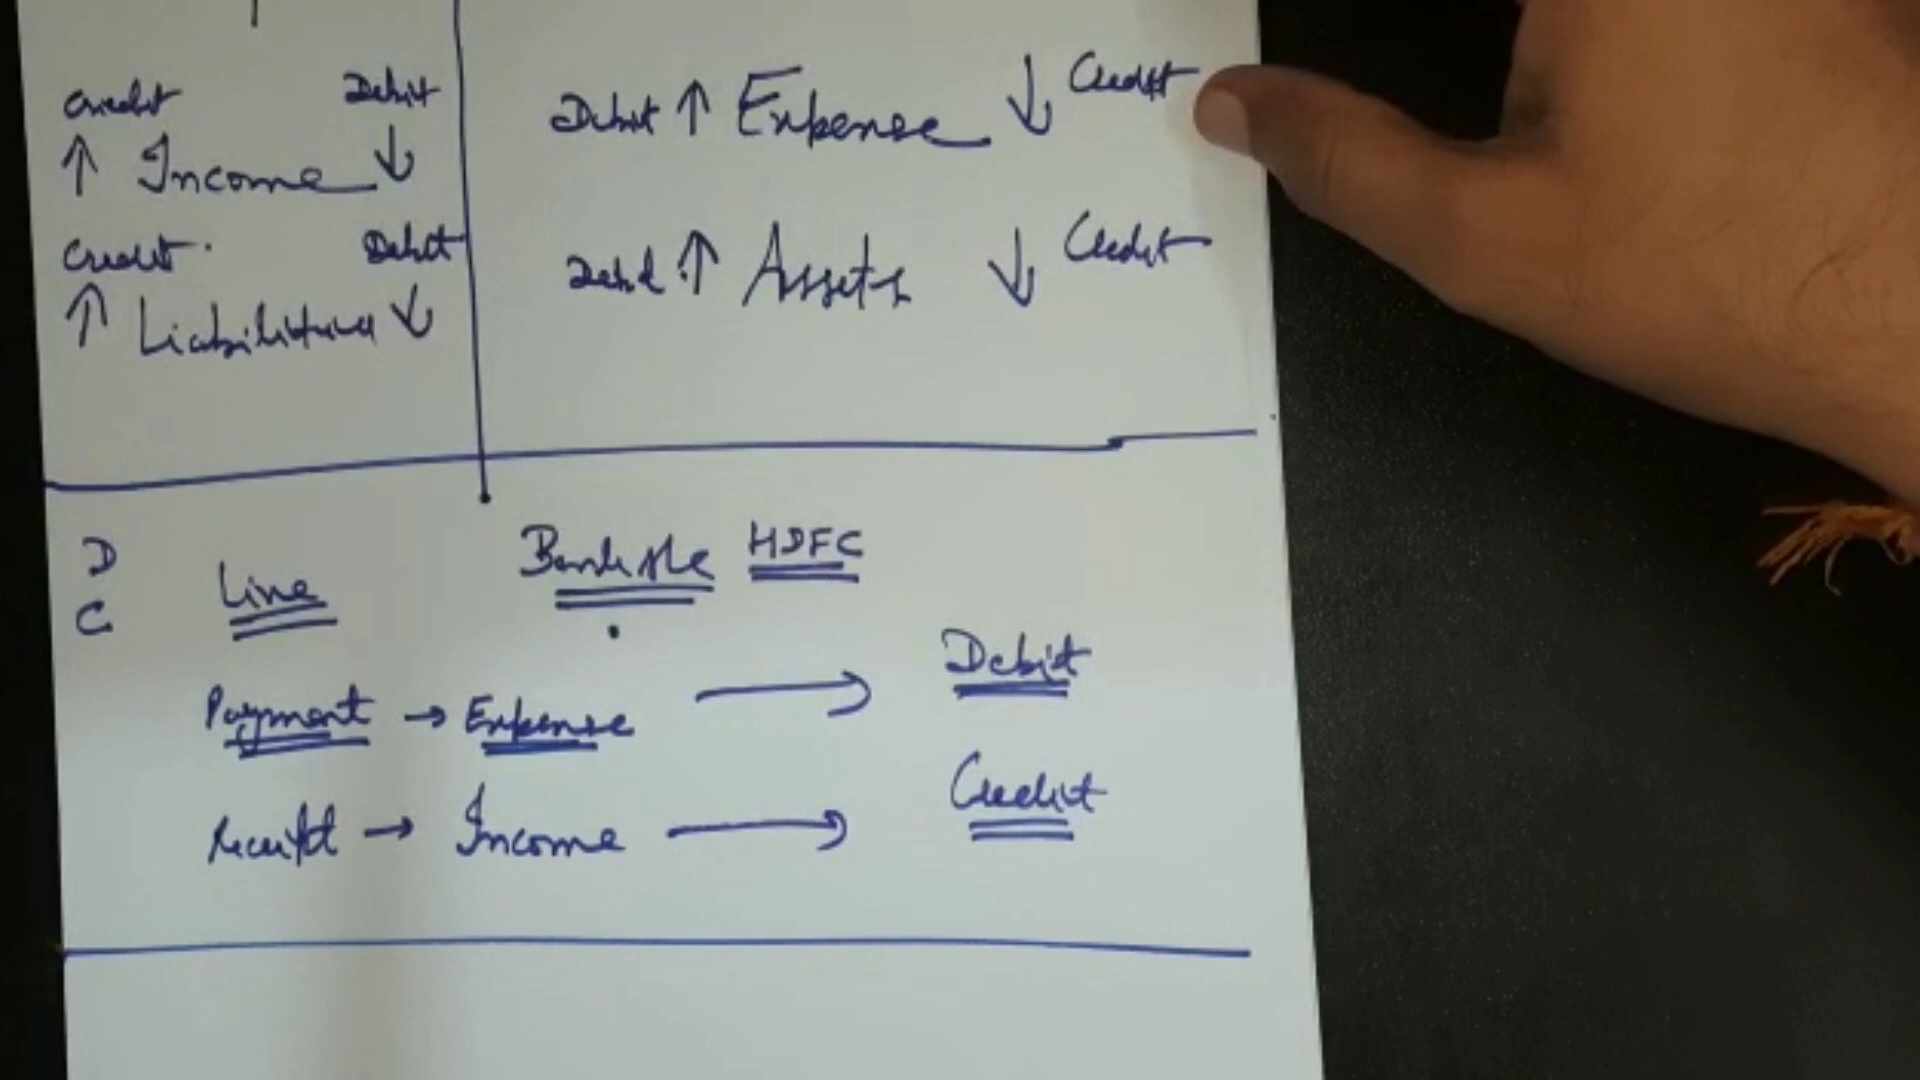 Credit Debit
↑ Income ↓
Credit Debit
↑ Liabilities ↓
Debit ↑ Expense ↓ Credit
Debit ↑ Assets ↓ Credit
D
C
Line
HDFC
Payment → Expense → Debit
Receipt → Income → Credit